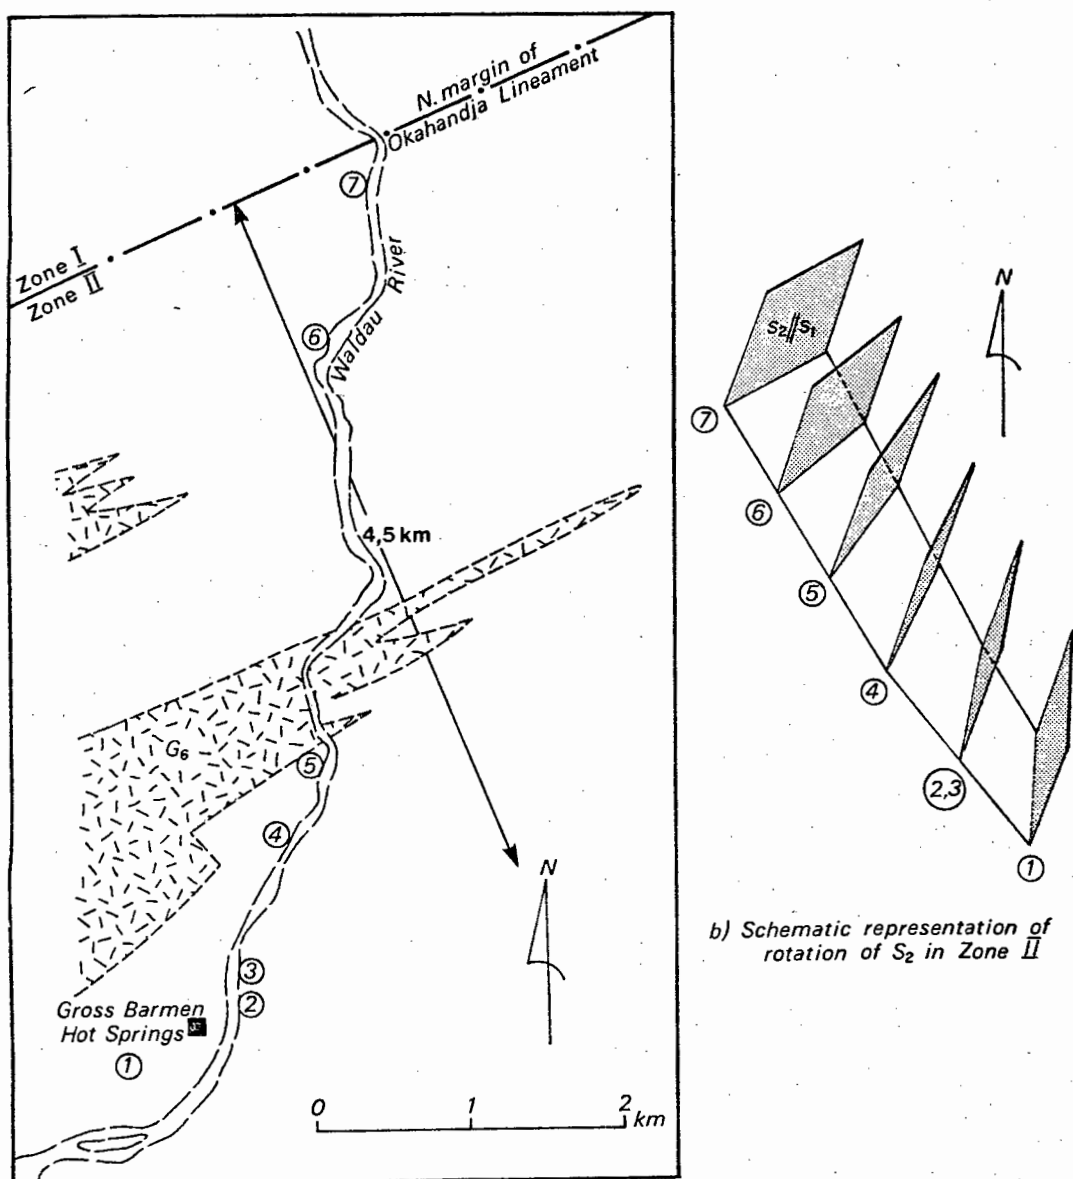 N. margin of
Okahandja Lineament
Zone I
Zone II
7
River
Waldau
6
4,5 km
G6
5
4
3
2
Gross Barmen
Hot Springs
1
N
0 1 2
km
N
S2 // S1
7
6
5
4
2,3
1
b) Schematic representation of
rotation of S2 in Zone II